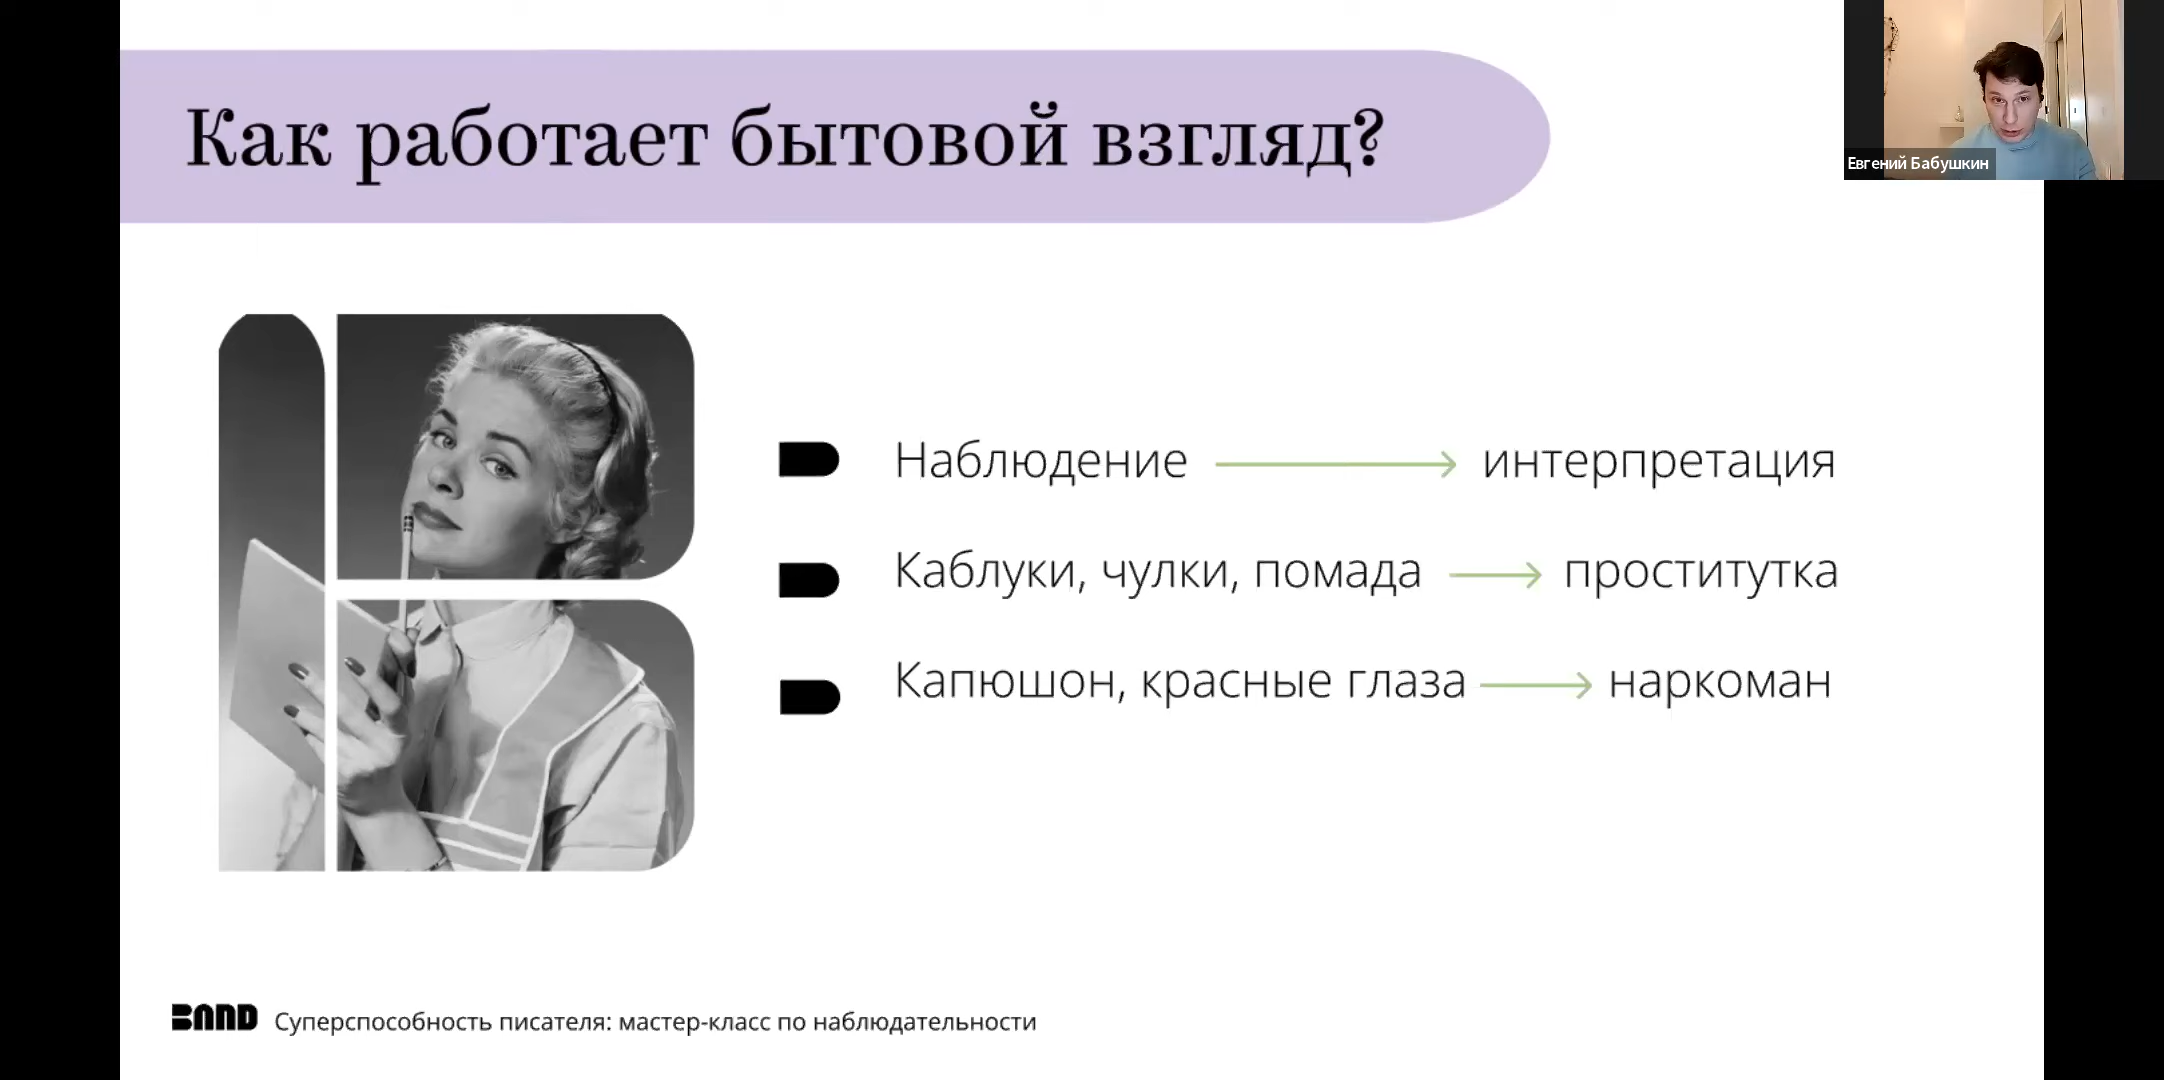 Как работает бытовой взгляд?
Евгений Бабушкин
Наблюдение → интерпретация
Каблуки, чулки, помада → проститутка
Капюшон, красные глаза → наркоман
BAND Суперспособность писателя: мастер-класс по наблюдательности